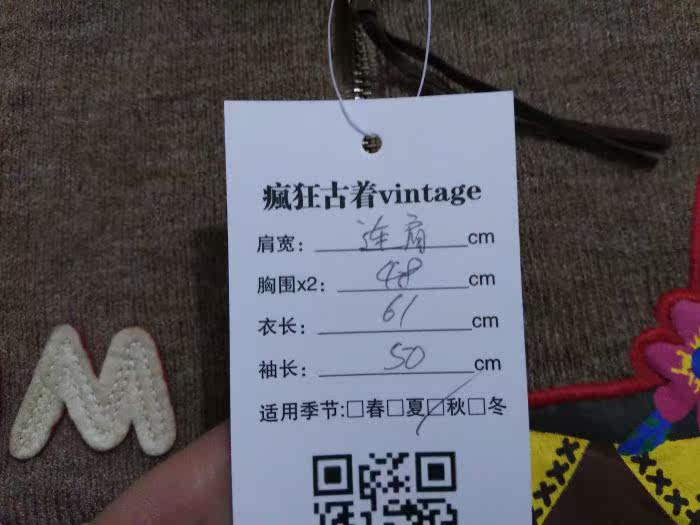 疯狂古着vintage
肩宽：连肩cm
胸围x2：48cm
衣长：61cm
袖长：50cm
适用季节:□春□夏☑秋□冬
M